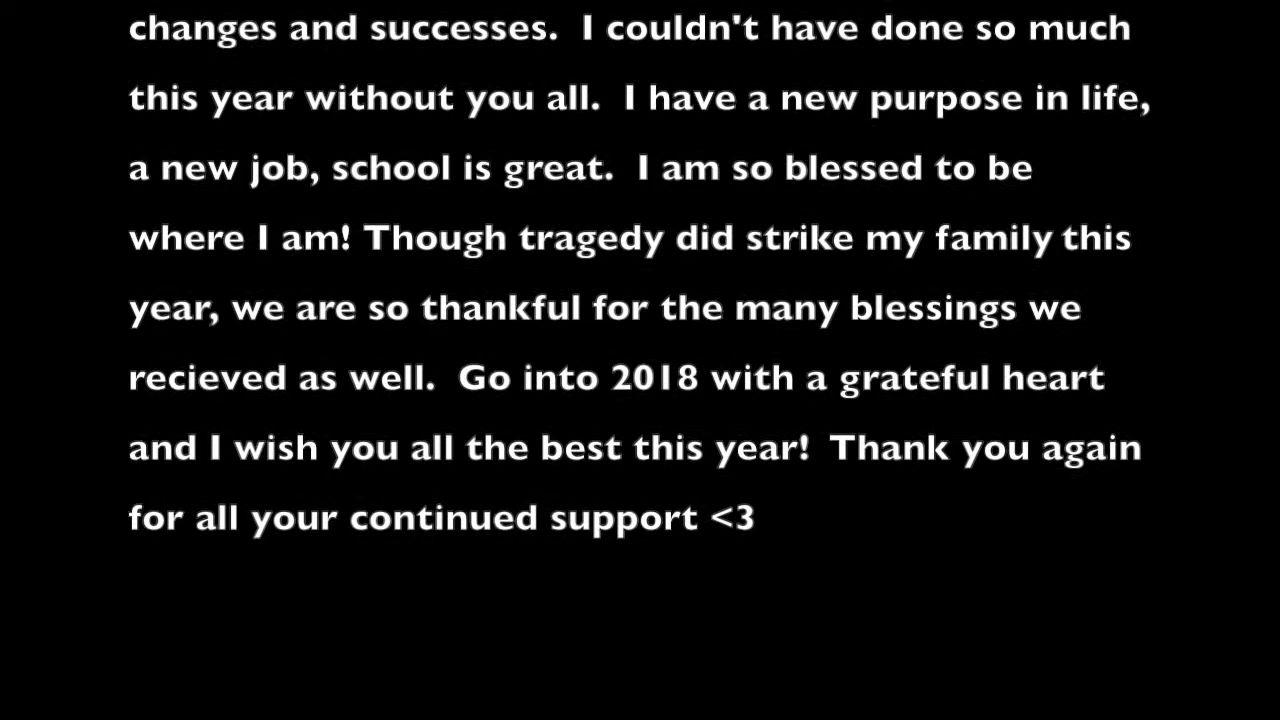 changes and successes.  I couldn't have done so much
this year without you all.  I have a new purpose in life,
a new job, school is great.  I am so blessed to be
where I am! Though tragedy did strike my family this
year, we are so thankful for the many blessings we
recieved as well.  Go into 2018 with a grateful heart
and I wish you all the best this year!  Thank you again
for all your continued support <3